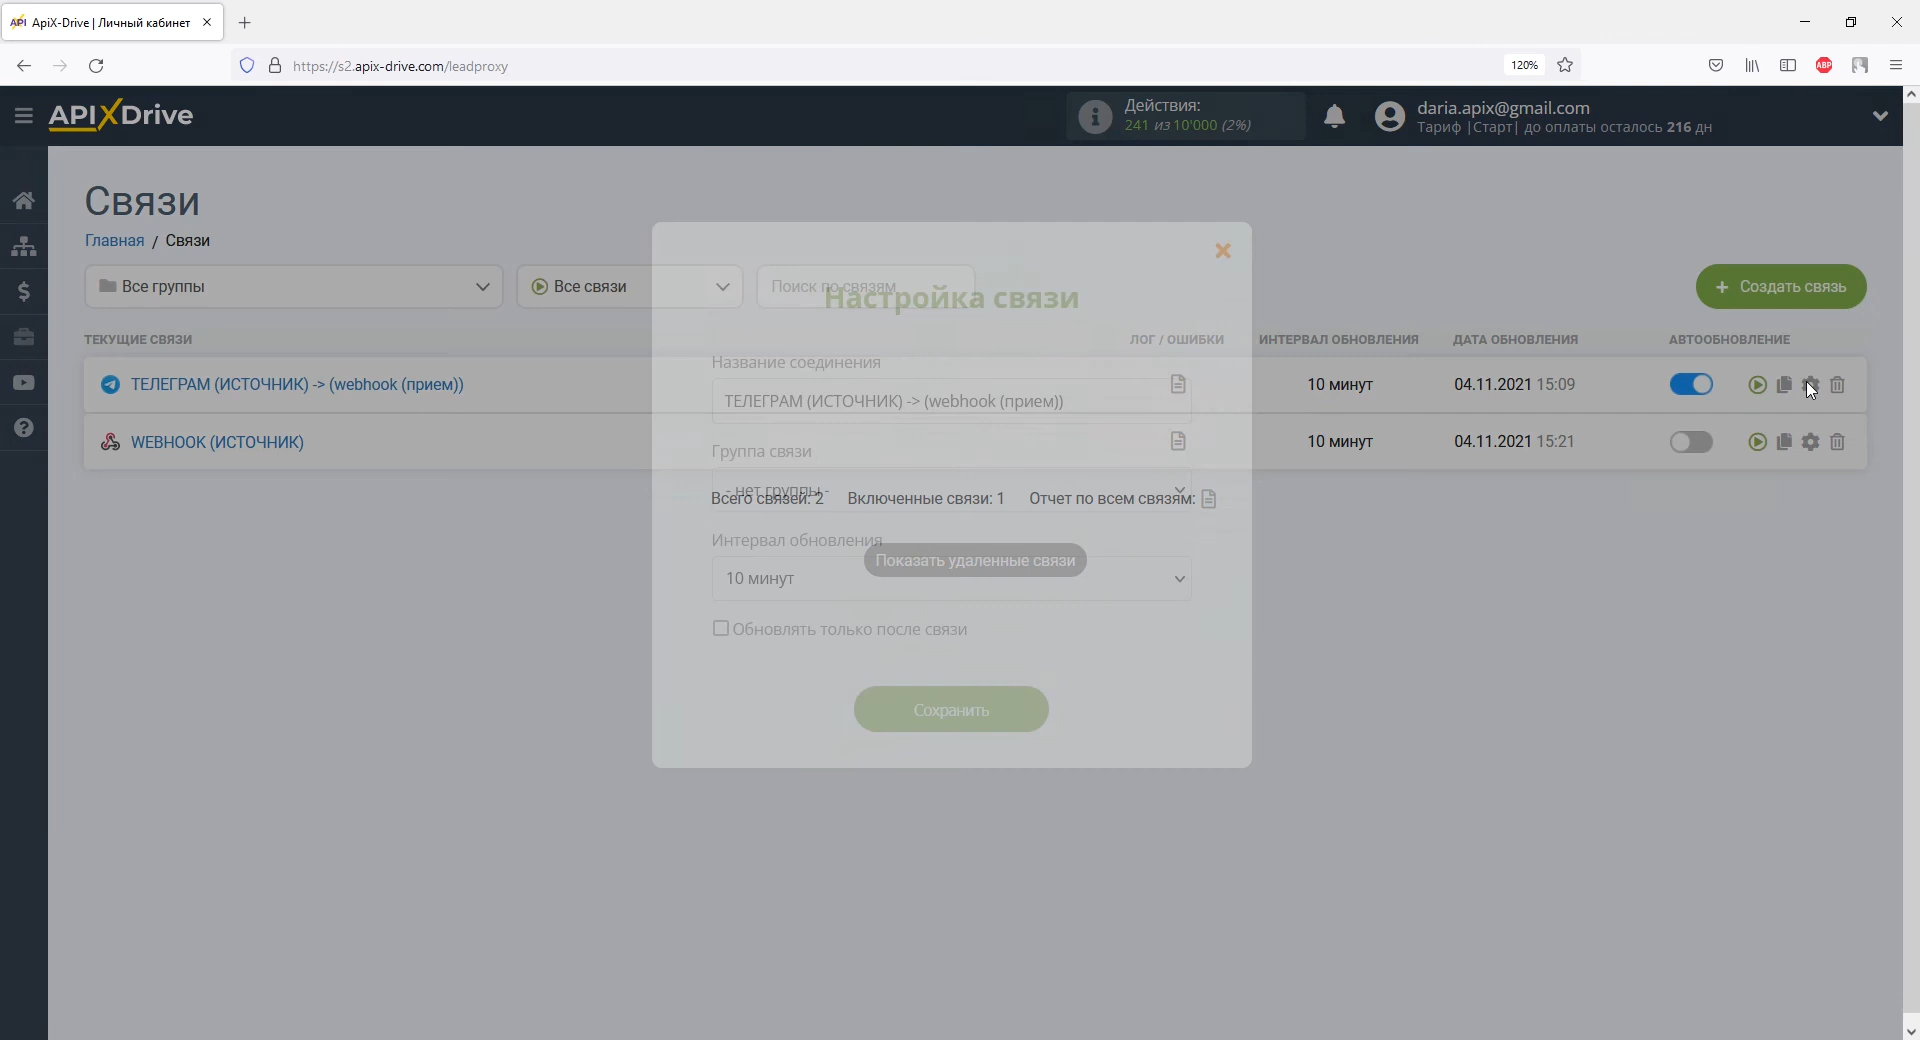 ApiX-Drive | Личный кабинет
https://s2.apix-drive.com/leadproxy
120%
ABP
APIXDrive
Действия:
241 из 10'000 (2%)
daria.apix@gmail.com
Тариф |Старт| до оплаты осталось 216 дн
Связи
Главная / Связи
Все группы
Все связи
Поиск по связям
Создать связь
ТЕКУЩИЕ СВЯЗИ
ЛОГ / ОШИБКИ
ИНТЕРВАЛ ОБНОВЛЕНИЯ
ДАТА ОБНОВЛЕНИЯ
АВТООБНОВЛЕНИЕ
ТЕЛЕГРАМ (ИСТОЧНИК) -> (webhook (прием))
10 минут
04.11.2021 15:09
WEBHOOK (ИСТОЧНИК)
10 минут
04.11.2021 15:21
Всего связей: 2
Включенные связи: 1
Отчет по всем связям:
Показать удаленные связи
Настройка связи
Название соединения
ТЕЛЕГРАМ (ИСТОЧНИК) -> (webhook (прием))
Группа связи
- нет группы -
Интервал обновления
10 минут
Обновлять только после связи
Сохранить